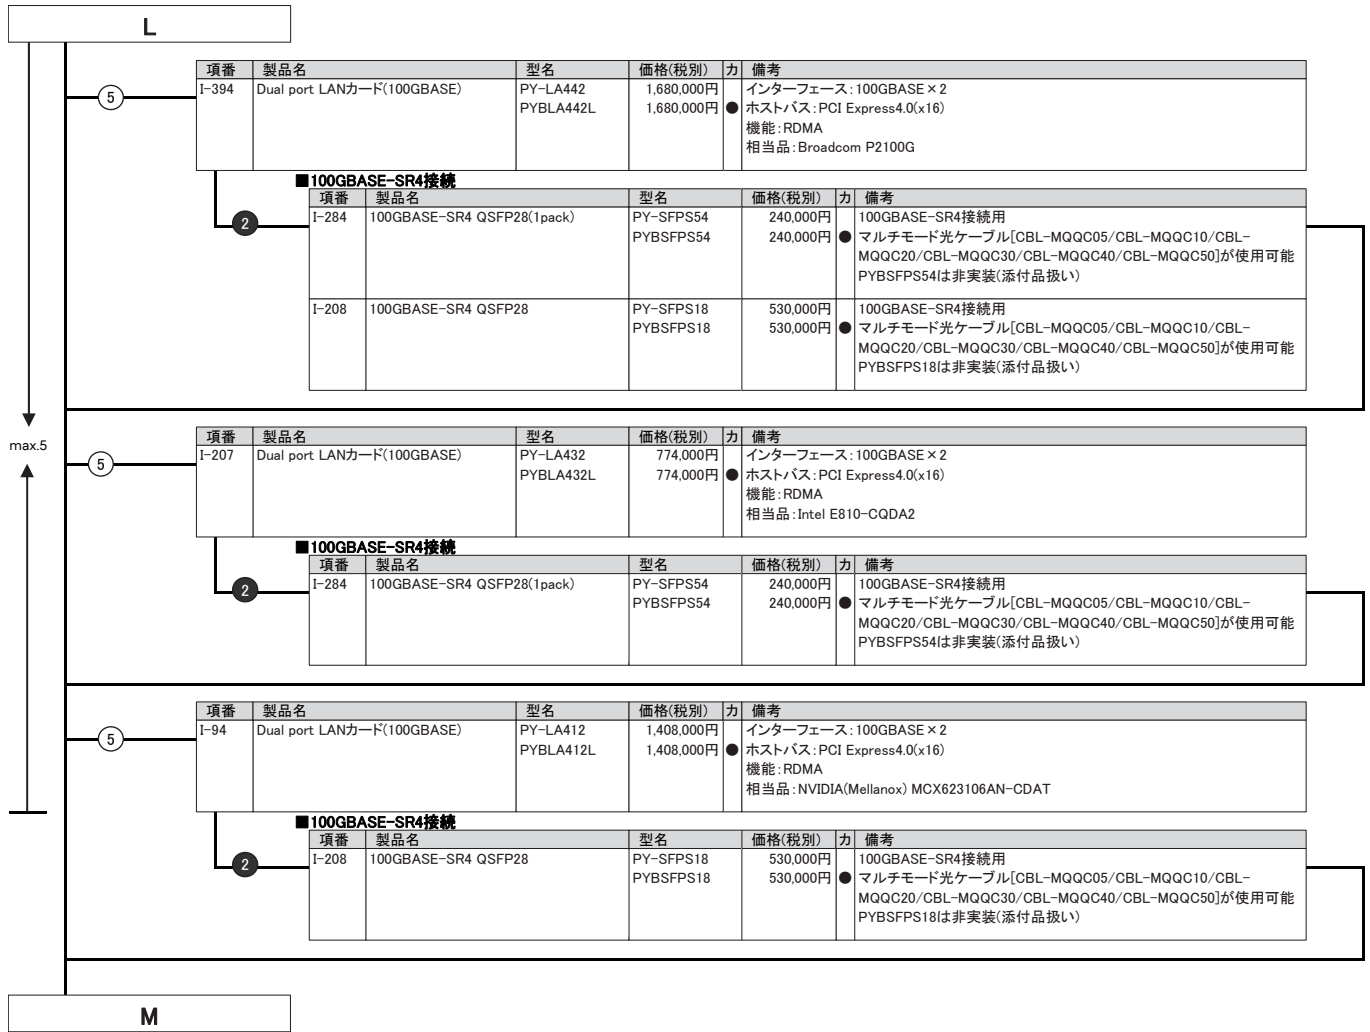 L
項番 製品名 型名 価格(税別) カ 備考
⑤ I-394 Dual port LANカード(100GBASE) PY-LA442 1,680,000円 インターフェース:100GBASE×2
PYBLA442L 1,680,000円 ● ホストバス:PCI Express4.0(x16)
機能:RDMA
相当品:Broadcom P2100G
■100GBASE-SR4接続
項番 製品名 型名 価格(税別) カ 備考
❷ I-284 100GBASE-SR4 QSFP28(1pack) PY-SFPS54 240,000円 100GBASE-SR4接続用
PYBSFPS54 240,000円 ● マルチモード光ケーブル[CBL-MQQC05/CBL-MQQC10/CBL-
MQQC20/CBL-MQQC30/CBL-MQQC40/CBL-MQQC50]が使用可能
PYBSFPS54は非実装(添付品扱い)
I-208 100GBASE-SR4 QSFP28 PY-SFPS18 530,000円 100GBASE-SR4接続用
PYBSFPS18 530,000円 ● マルチモード光ケーブル[CBL-MQQC05/CBL-MQQC10/CBL-
MQQC20/CBL-MQQC30/CBL-MQQC40/CBL-MQQC50]が使用可能
PYBSFPS18は非実装(添付品扱い)
max.5
項番 製品名 型名 価格(税別) カ 備考
⑤ I-207 Dual port LANカード(100GBASE) PY-LA432 774,000円 インターフェース:100GBASE×2
PYBLA432L 774,000円 ● ホストバス:PCI Express4.0(x16)
機能:RDMA
相当品:Intel E810-CQDA2
■100GBASE-SR4接続
項番 製品名 型名 価格(税別) カ 備考
❷ I-284 100GBASE-SR4 QSFP28(1pack) PY-SFPS54 240,000円 100GBASE-SR4接続用
PYBSFPS54 240,000円 ● マルチモード光ケーブル[CBL-MQQC05/CBL-MQQC10/CBL-
MQQC20/CBL-MQQC30/CBL-MQQC40/CBL-MQQC50]が使用可能
PYBSFPS54は非実装(添付品扱い)
項番 製品名 型名 価格(税別) カ 備考
⑤ I-94 Dual port LANカード(100GBASE) PY-LA412 1,408,000円 インターフェース:100GBASE×2
PYBLA412L 1,408,000円 ● ホストバス:PCI Express4.0(x16)
機能:RDMA
相当品:NVIDIA(Mellanox) MCX623106AN-CDAT
■100GBASE-SR4接続
項番 製品名 型名 価格(税別) カ 備考
❷ I-208 100GBASE-SR4 QSFP28 PY-SFPS18 530,000円 100GBASE-SR4接続用
PYBSFPS18 530,000円 ● マルチモード光ケーブル[CBL-MQQC05/CBL-MQQC10/CBL-
MQQC20/CBL-MQQC30/CBL-MQQC40/CBL-MQQC50]が使用可能
PYBSFPS18は非実装(添付品扱い)
M